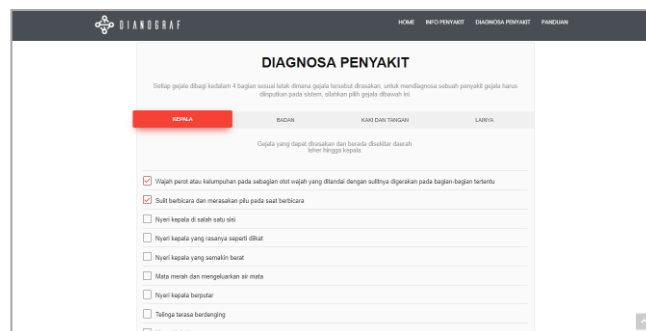 DIANOGRAF
HOME INFO PENYAKIT DIAGNOSA PENYAKIT PANDUAN
DIAGNOSA PENYAKIT
Setiap gejala dibagi kedalam 4 bagian sesuai letak dimana gejala tersebut dirasakan, untuk mendiagnosa sebuah penyakit gejala harus
diinputkan pada sistem, silahkan pilih gejala dibawah ini.
KEPALA BADAN KAKI DAN TANGAN LAINYA
Gejala yang dapat dirasakan dan berada disekitar daerah
leher hingga kepala
Wajah perot atau kelumpuhan pada sebagian otot wajah yang ditandai dengan sulitnya digerakan pada bagian-bagian tertentu
Sulit berbicara dan merasakan pilu pada saat berbicara
Nyeri kepala di salah satu sisi
Nyeri kepala yang rasanya seperti diikat
Nyeri kepala yang semakin berat
Mata merah dan mengeluarkan air mata
Nyeri kepala berputar
Telinga terasa berdenging